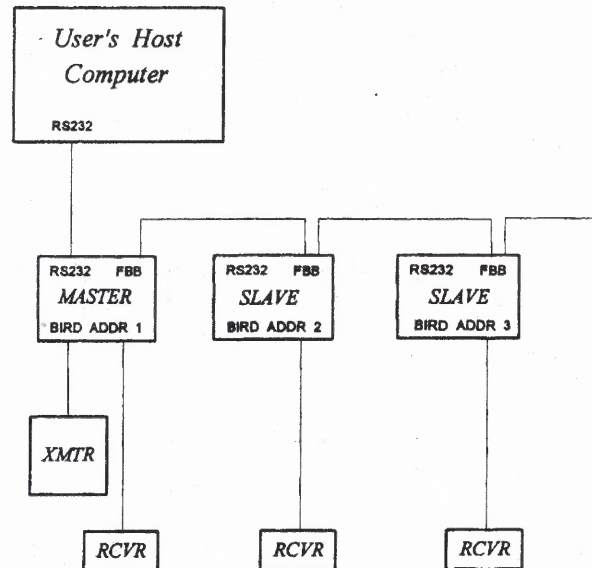 User's Host
Computer
RS232
RS232 FBB
MASTER
BIRD ADDR 1
RS232 FBB
SLAVE
BIRD ADDR 2
RS232 FBB
SLAVE
BIRD ADDR 3
XMTR
RCVR
RCVR
RCVR